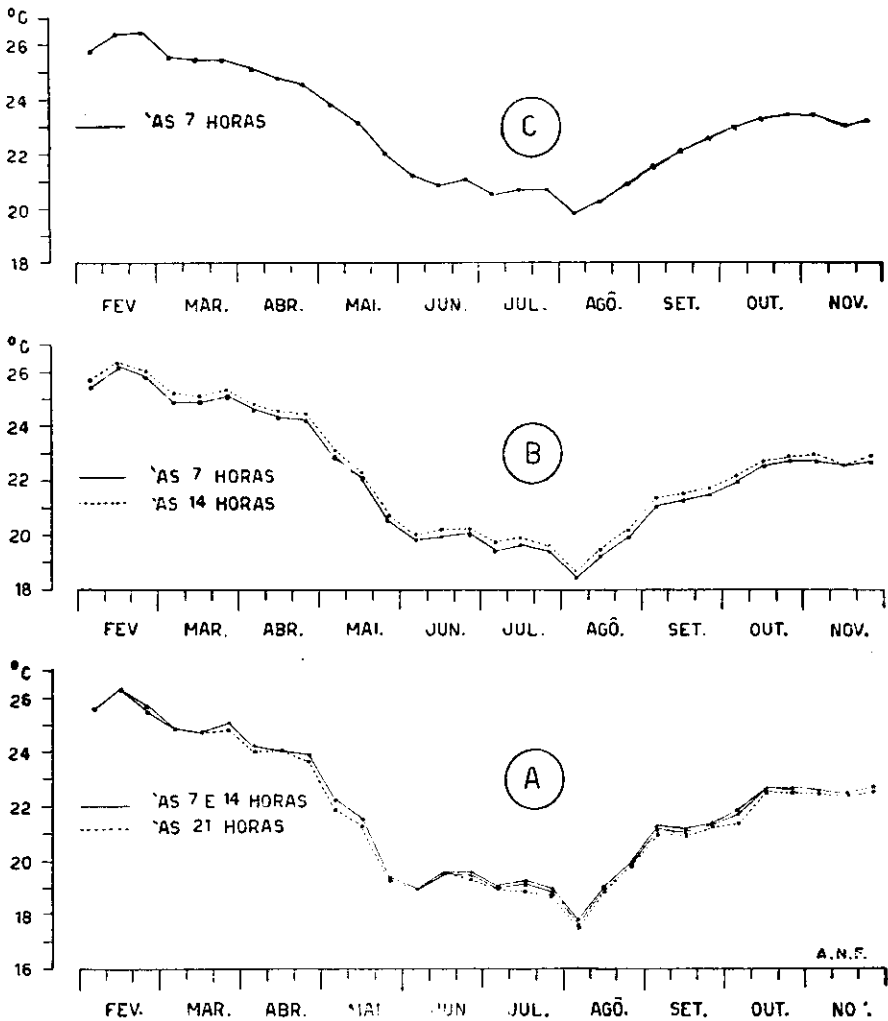 °C
26
24
`AS 7 HORAS
C
22
20
18
FEV MAR. ABR. MAI. JUN. JUL. AGÔ. SET. OUT. NOV.
°C
26
24
B
`AS 7 HORAS
22
`AS 14 HORAS
20
18
FEV MAR. ABR. MAI. JUN. JUL. AGÔ. SET. OUT. NOV.
°C
26
24
A
`AS 7 E 14 HORAS
22
`AS 21 HORAS
20
18
A.N.F.
16
FEV. MAR. ABR. MAI JUN JUL. AGÔ. SET. OUT.